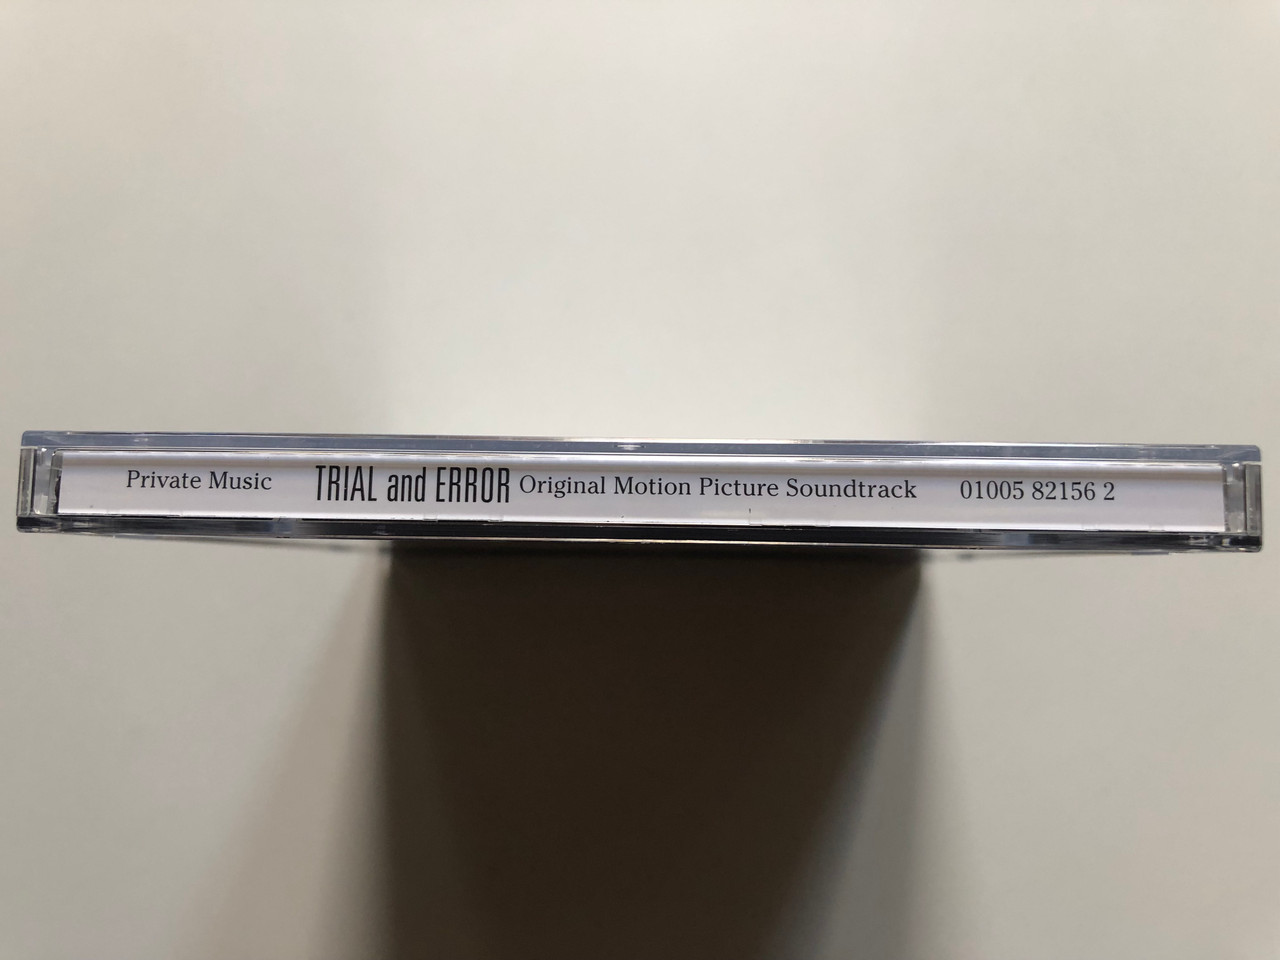 Private Music TRIAL and ERROR Original Motion Picture Soundtrack 01005 82156 2